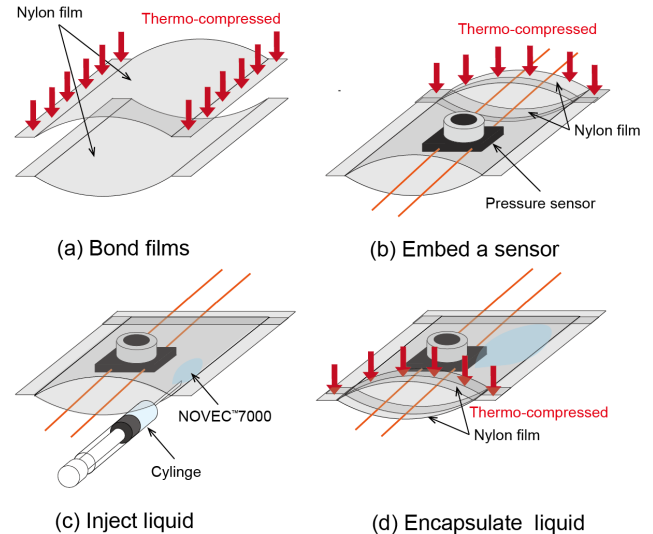 Nylon film
Thermo-compressed
(a) Bond films
Thermo-compressed
Nylon film
Pressure sensor
(b) Embed a sensor
NOVEC™7000
Cylinge
(c) Inject liquid
Thermo-compressed
Nylon film
(d) Encapsulate liquid